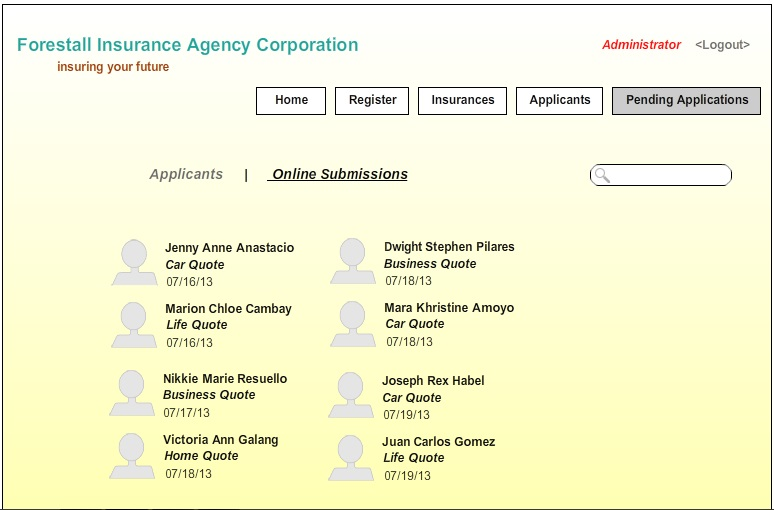 Forestall Insurance Agency Corporation
insuring your future
Administrator <Logout>
Home Register Insurances Applicants Pending Applications
Applicants | Online Submissions
Jenny Anne Anastacio
Car Quote
07/16/13
Dwight Stephen Pilares
Business Quote
07/18/13
Marion Chloe Cambay
Life Quote
07/16/13
Mara Khristine Amoyo
Car Quote
07/18/13
Nikkie Marie Resuello
Business Quote
07/17/13
Joseph Rex Habel
Car Quote
07/19/13
Victoria Ann Galang
Home Quote
07/18/13
Juan Carlos Gomez
Life Quote
07/19/13